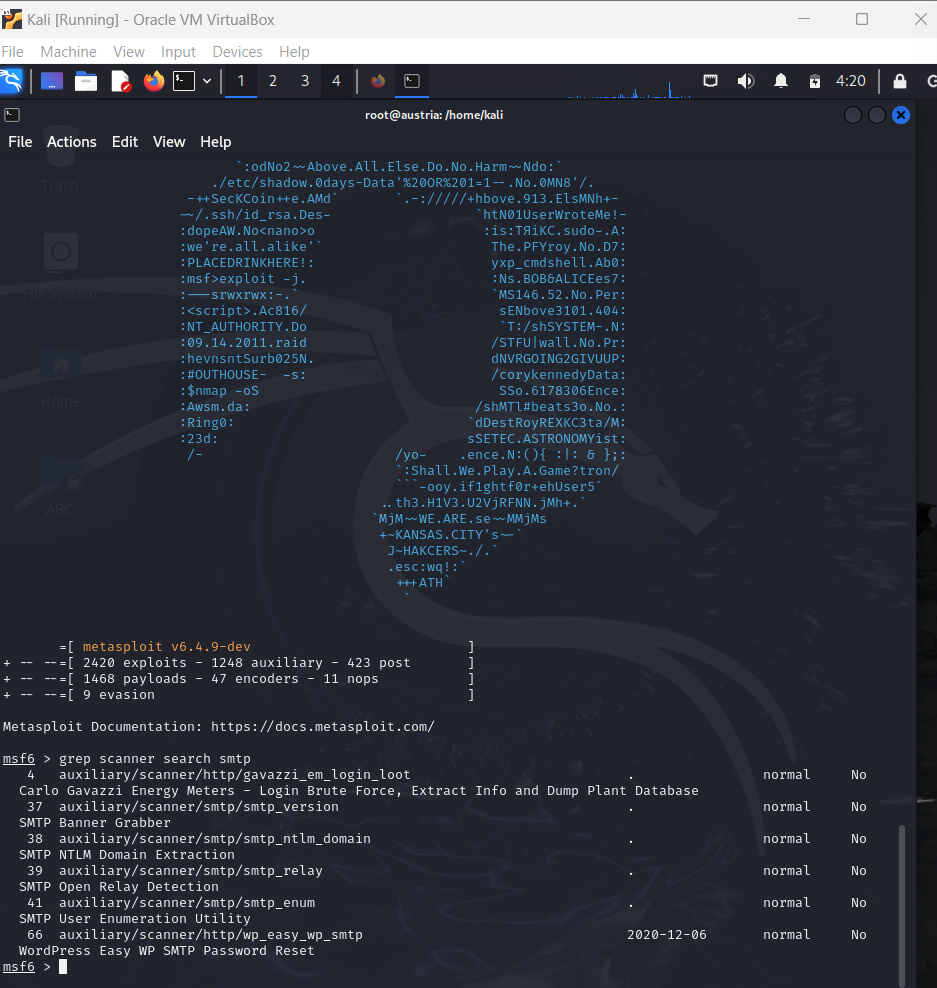 Kali [Running] - Oracle VM VirtualBox
File Machine View Input Devices Help
1 2 3 4 4:20
root@austria: /home/kali
File Actions Edit View Help
Trash
File System
Home
ABC
`:odNo2~~Above.All.Else.Do.No.Harm~~Ndo:`
./etc/shadow.0days-Data'%20OR%201=1--.No.0MN8'/.
-++SecKCoin++e.AMd` `.-://///+hbove.913.ElsMNh+-
-~/.ssh/id_rsa.Des- `htN01UserWroteMe!-
:dopeAW.No<nano>o :is:TЯiKC.sudo-.A:
:we're.all.alike'` The.PFYroy.No.D7:
:PLACEDRINKHERE!: yxp_cmdshell.Ab0:
:msf>exploit -j. :Ns.BOB&ALICEes7:
:---srwxrwx:-.` `MS146.52.No.Per:
:<script>.Ac816/ sENbove3101.404:
:NT_AUTHORITY.Do `T:/shSYSTEM-.N:
:09.14.2011.raid /STFU|wall.No.Pr:
:hevnsntSurb025N. dNVRGOING2GIVUUP:
:#OUTHOUSE- -s: /corykennedyData:
:$nmap -oS SSo.6178306Ence:
:Awsm.da: /shMTl#beats3o.No.:
:Ring0: `dDestRoyREXKC3ta/M:
:23d: sSETEC.ASTRONOMYist:
/- /yo- .ence.N:(){ :|: & };:
`:Shall.We.Play.A.Game?tron/
```-ooy.if1ghtf0r+ehUser5`
..th3.H1V3.U2VjRFNN.jMh+.`
`MjM~~WE.ARE.se~~MMjMs
+~KANSAS.CITY's~-`
J~HAKCERS~./.`
.esc:wq!:`
+++ATH`
`
=[ metasploit v6.4.9-dev ]
+ -- --=[ 2420 exploits - 1248 auxiliary - 423 post ]
+ -- --=[ 1468 payloads - 47 encoders - 11 nops ]
+ -- --=[ 9 evasion ]
Metasploit Documentation: https://docs.metasploit.com/
msf6 > grep scanner search smtp
4 auxiliary/scanner/http/gavazzi_em_login_loot . normal No
Carlo Gavazzi Energy Meters - Login Brute Force, Extract Info and Dump Plant Database
37 auxiliary/scanner/smtp/smtp_version . normal No
SMTP Banner Grabber
38 auxiliary/scanner/smtp/smtp_ntlm_domain . normal No
SMTP NTLM Domain Extraction
39 auxiliary/scanner/smtp/smtp_relay . normal No
SMTP Open Relay Detection
41 auxiliary/scanner/smtp/smtp_enum . normal No
SMTP User Enumeration Utility
66 auxiliary/scanner/http/wp_easy_wp_smtp 2020-12-06 normal No
WordPress Easy WP SMTP Password Reset
msf6 >